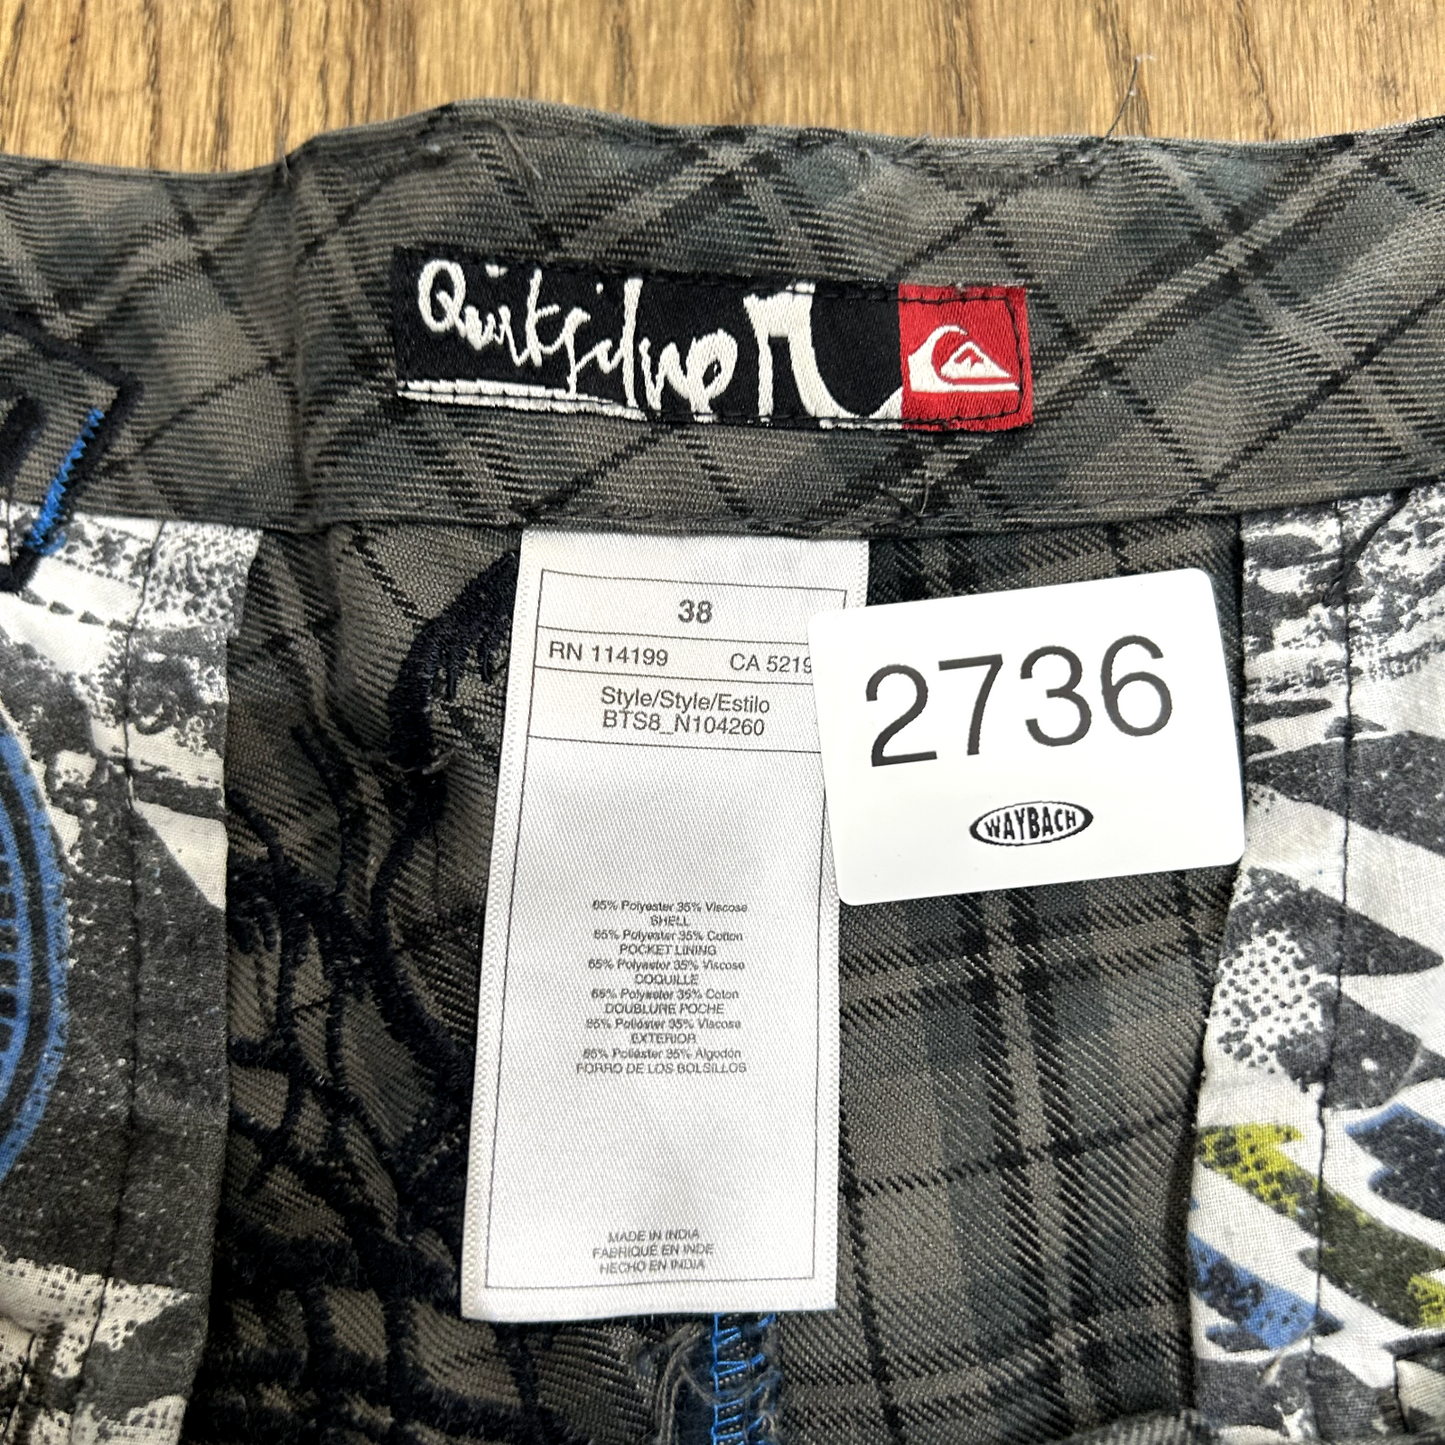 Quiksilver
38
RN 114199 CA 5219
Style/Style/Estilo
BTS8_N104260
2736
WAYBACH
65% Polyester 35% Viscose
SHELL
65% Polyester 35% Cotton
POCKET LINING
65% Polyester 35% Viscose
COQUILLE
65% Polyester 35% Coton
DOUBLURE POCHE
65% Poliéster 35% Viscosa
EXTERIOR
65% Poliéster 35% Algodón
FORRO DE LOS BOLSILLOS
MADE IN INDIA
FABRIQUÉ EN INDE
HECHO EN INDIA